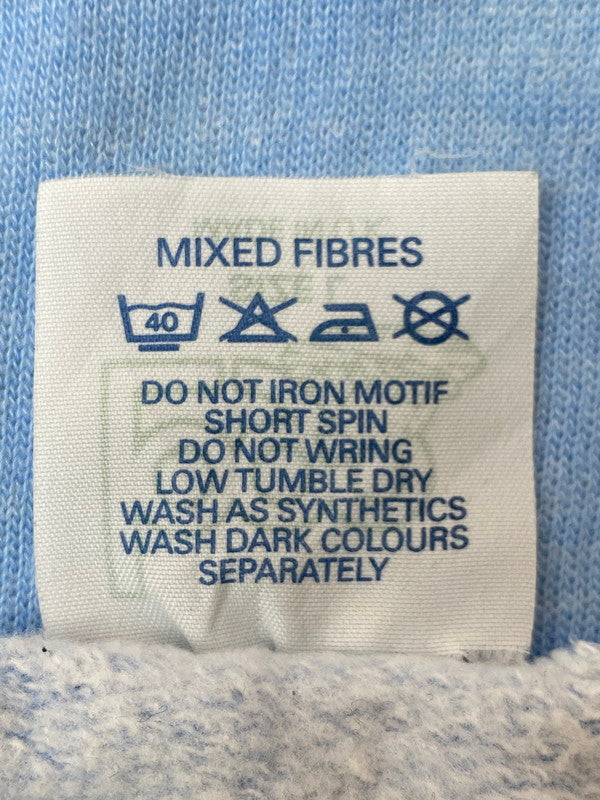 MIXED FIBRES
40
DO NOT IRON MOTIF
SHORT SPIN
DO NOT WRING
LOW TUMBLE DRY
WASH AS SYNTHETICS
WASH DARK COLOURS
SEPARATELY